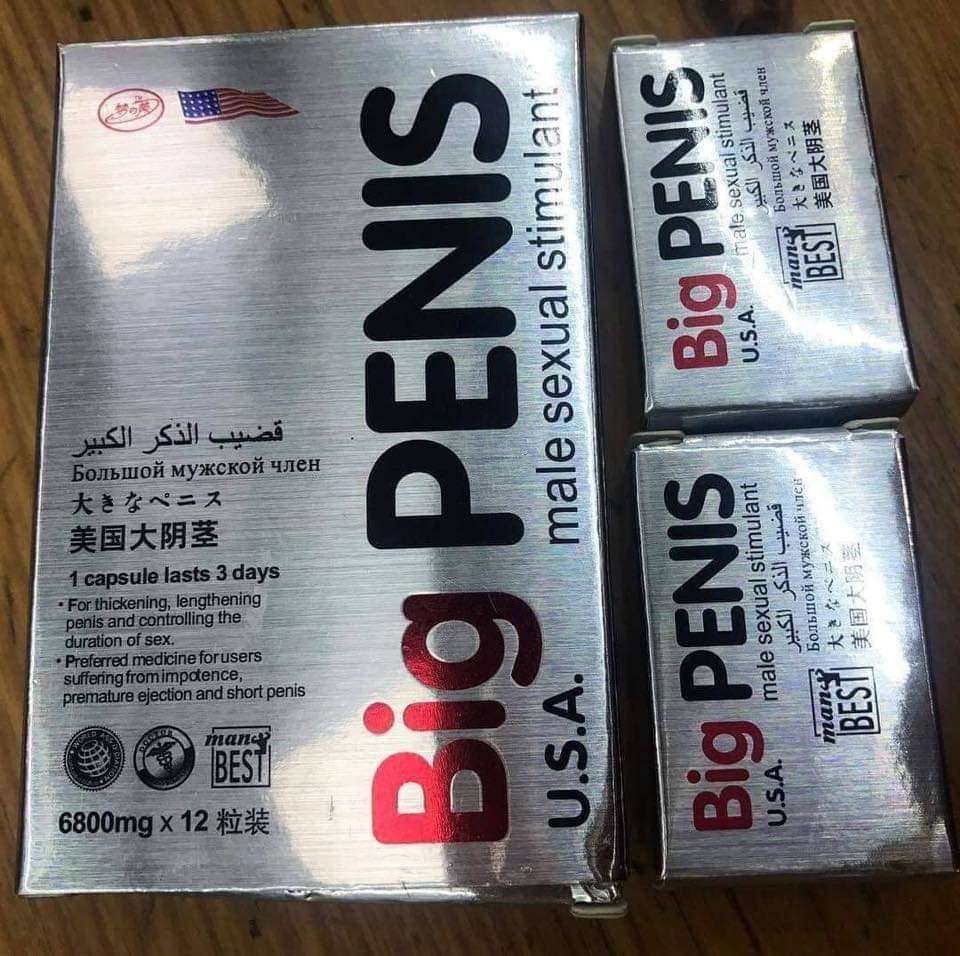 梦の蒾
قضيب الذكر الكبير
Большой мужской член
大きなペニス
美国大阴茎
1 capsule lasts 3 days
• For thickening, lengthening
penis and controlling the
duration of sex.
• Preferred medicine for users
suffering from impotence,
premature ejection and short penis
DOCTOR
man's
BEST
6800mg x 12 粒装
Big PENIS
male sexual stimulant
U.S.A.
Big PENIS
male sexual stimulant
U.S.A.
قضيب الذكر الكبير
Большой мужской член
大きなペニス
美国大阴茎
man's
BEST
Big PENIS
male sexual stimulant
U.S.A.
قضيب الذكر الكبير
Большой мужской член
大きなペニス
美国大阴茎
man's
BEST